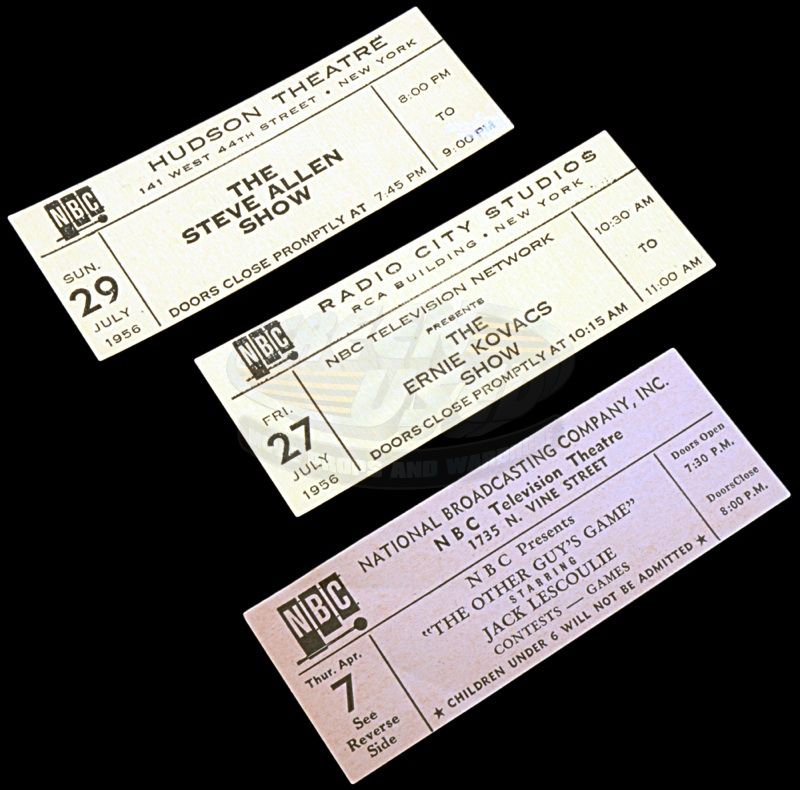 HUDSON THEATRE
141 WEST 44TH STREET • NEW YORK
NBC
SUN.
29
JULY
1956
THE
STEVE ALLEN
SHOW
DOORS CLOSE PROMPTLY AT 7:45 PM
8:00 PM
TO
9:00 PM
RADIO CITY STUDIOS
RCA BUILDING • NEW YORK
NBC
FRI.
27
JULY
1956
NBC TELEVISION NETWORK
PRESENTS
THE
ERNIE KOVACS
SHOW
DOORS CLOSE PROMPTLY AT 10:15 AM
10:30 AM
TO
11:00 AM
NATIONAL BROADCASTING COMPANY, INC.
NBC Television Theatre
1735 N. VINE STREET
NBC
Thur. Apr.
7
See
Reverse
Side
NBC Presents
"THE OTHER GUY'S GAME"
STARRING
JACK LESCOULIE
CONTESTS — GAMES
★ CHILDREN UNDER 6 WILL NOT BE ADMITTED ★
Doors Open
7:30 P.M.
Doors Close
8:00 P.M.